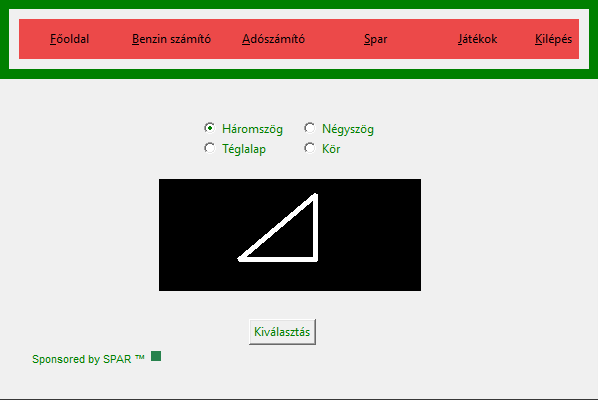 Főoldal Benzin számító Adószámító Spar Játékok Kilépés
Háromszög Négyszög
Téglalap Kör
Kiválasztás
Sponsored by SPAR ™